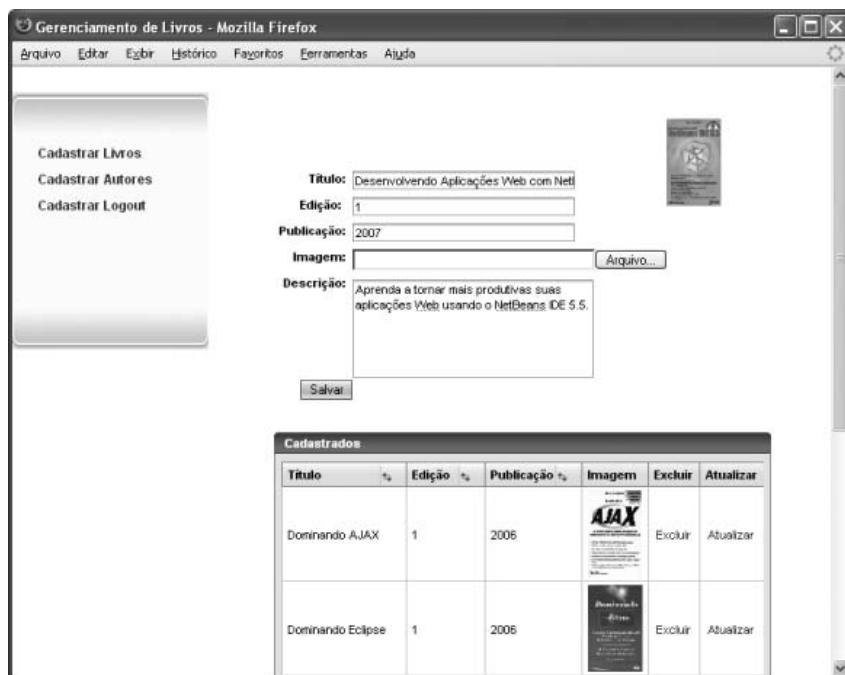 Gerenciamento de Livros - Mozilla Firefox
Arquivo Editar Exibir Histórico Favoritos Ferramentas Ajuda
Cadastrar Livros
Cadastrar Autores
Cadastrar Logout
Título: Desenvolvendo Aplicações Web com Net
Edição: 1
Publicação: 2007
Imagem: Arquivo...
Descrição: Aprenda a tornar mais produtivas suas
aplicações Web usando o NetBeans IDE 5.5.
Salvar
Cadastrados
Título Edição Publicação Imagem Excluir Atualizar
AJAX
Dominando AJAX 1 2006 Excluir Atualizar
Dominando
Dominando Eclipse 1 2006 Excluir Atualizar